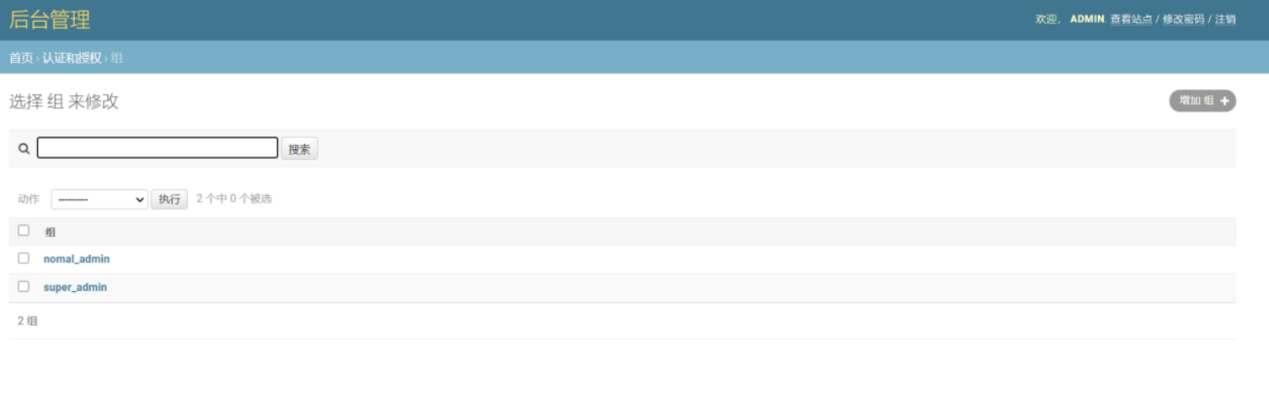 后台管理
欢迎， ADMIN. 查看站点 / 修改密码 / 注销
首页 › 认证和授权 › 组
选择 组 来修改
增加 组 +
搜索
动作 --------- 执行 2 个中 0 个被选
组
nomal_admin
super_admin
2 组